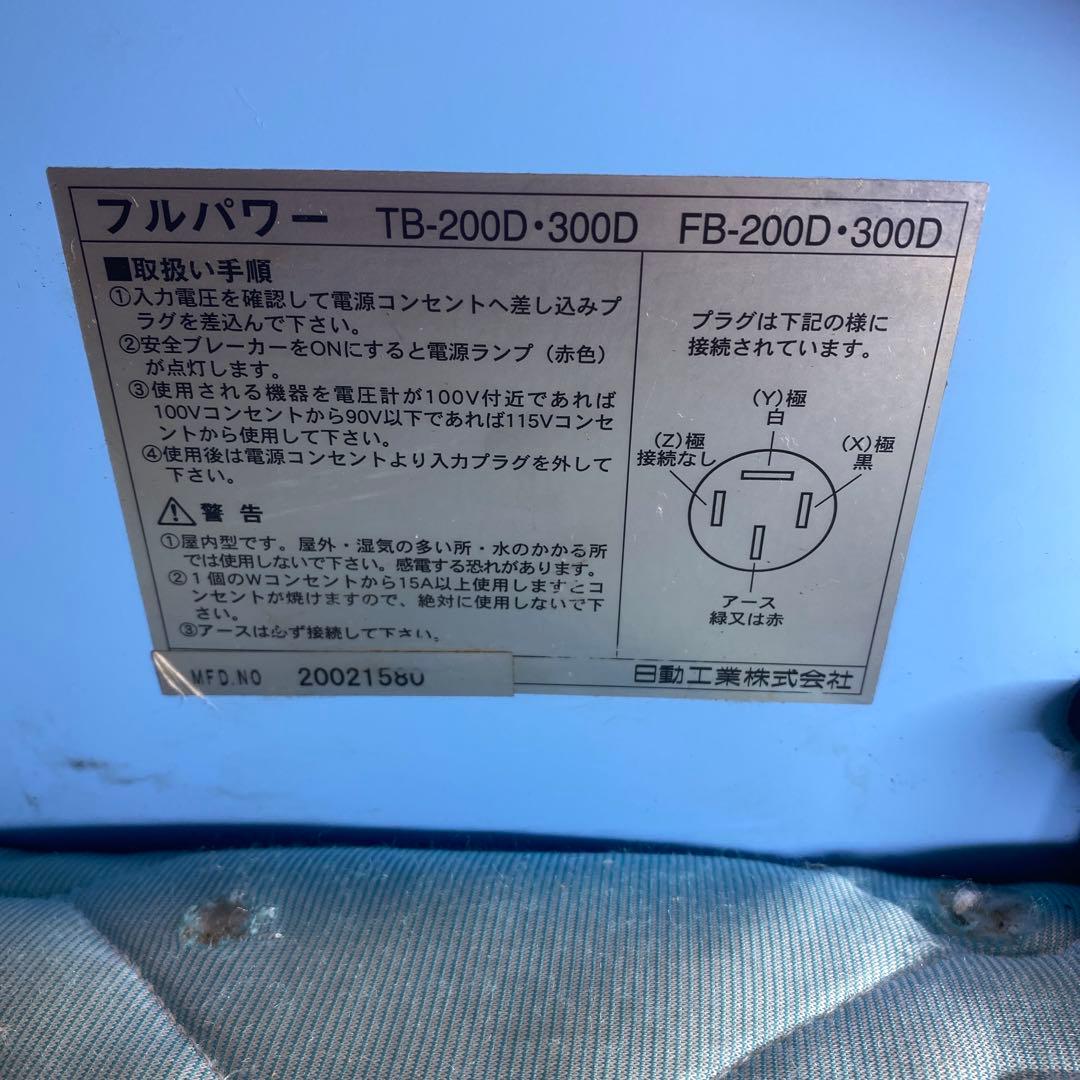 フルパワー TB-200D・300D FB-200D・300D
■取扱い手順
①入力電圧を確認して電源コンセントへ差し込みプ
ラグを差込んで下さい。
②安全ブレーカーをONにすると電源ランプ（赤色）
が点灯します。
③使用される機器を電圧計が100V付近であれば
100Vコンセントから90V以下であれば115Vコンセ
ントから使用して下さい。
④使用後は電源コンセントより入力プラグを外して
下さい。
⚠警告
①屋内型です。屋外・湿気の多い所・水のかかる所
では使用しないで下さい。感電する恐れがあります。
②１個のWコンセントから15A以上使用しますとコ
ンセントが焼けますので、絶対に使用しないで下
さい。
③アースは必ず接続して下さい。
MFD.NO 20021580
プラグは下記の様に
接続されています。
(Y)極
白
(Z)極
接続なし
(X)極
黒
アース
緑又は赤
日動工業株式会社